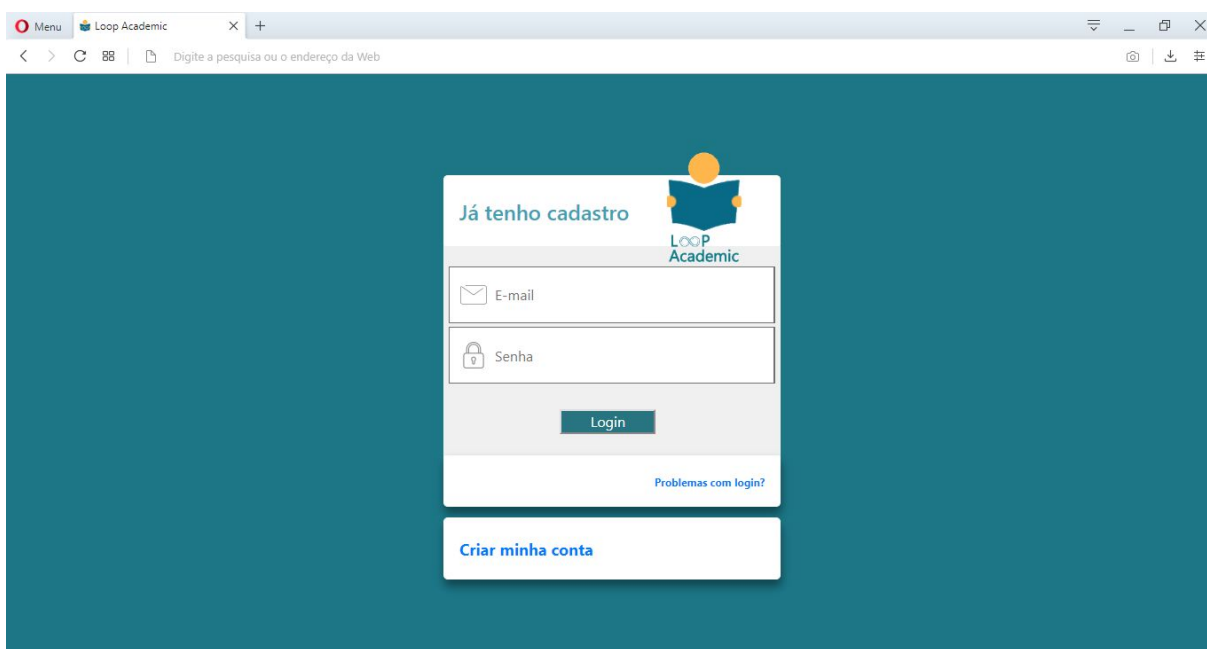 Menu
Loop Academic
Digite a pesquisa ou o endereço da Web
Já tenho cadastro
LooP
Academic
E-mail
Senha
Login
Problemas com login?
Criar minha conta